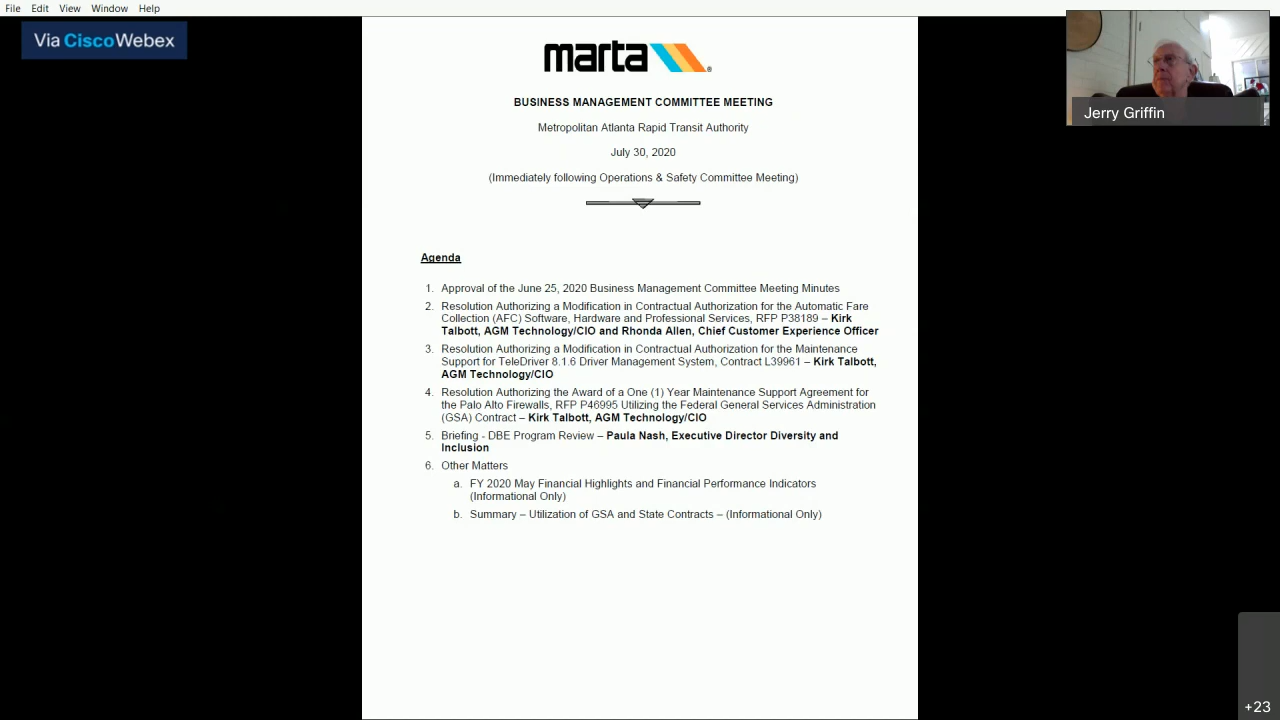 File Edit View Window Help
Via Cisco Webex
marta
Jerry Griffin
BUSINESS MANAGEMENT COMMITTEE MEETING
Metropolitan Atlanta Rapid Transit Authority
July 30, 2020
(Immediately following Operations & Safety Committee Meeting)
Agenda
1. Approval of the June 25, 2020 Business Management Committee Meeting Minutes
2. Resolution Authorizing a Modification in Contractual Authorization for the Automatic Fare
Collection (AFC) Software, Hardware and Professional Services, RFP P38189 – Kirk
Talbott, AGM Technology/CIO and Rhonda Allen, Chief Customer Experience Officer
3. Resolution Authorizing a Modification in Contractual Authorization for the Maintenance
Support for TeleDriver 8.1.6 Driver Management System, Contract L39961 – Kirk Talbott,
AGM Technology/CIO
4. Resolution Authorizing the Award of a One (1) Year Maintenance Support Agreement for
the Palo Alto Firewalls, RFP P46995 Utilizing the Federal General Services Administration
(GSA) Contract – Kirk Talbott, AGM Technology/CIO
5. Briefing - DBE Program Review – Paula Nash, Executive Director Diversity and
Inclusion
6. Other Matters
a. FY 2020 May Financial Highlights and Financial Performance Indicators
(Informational Only)
b. Summary – Utilization of GSA and State Contracts – (Informational Only)
+23